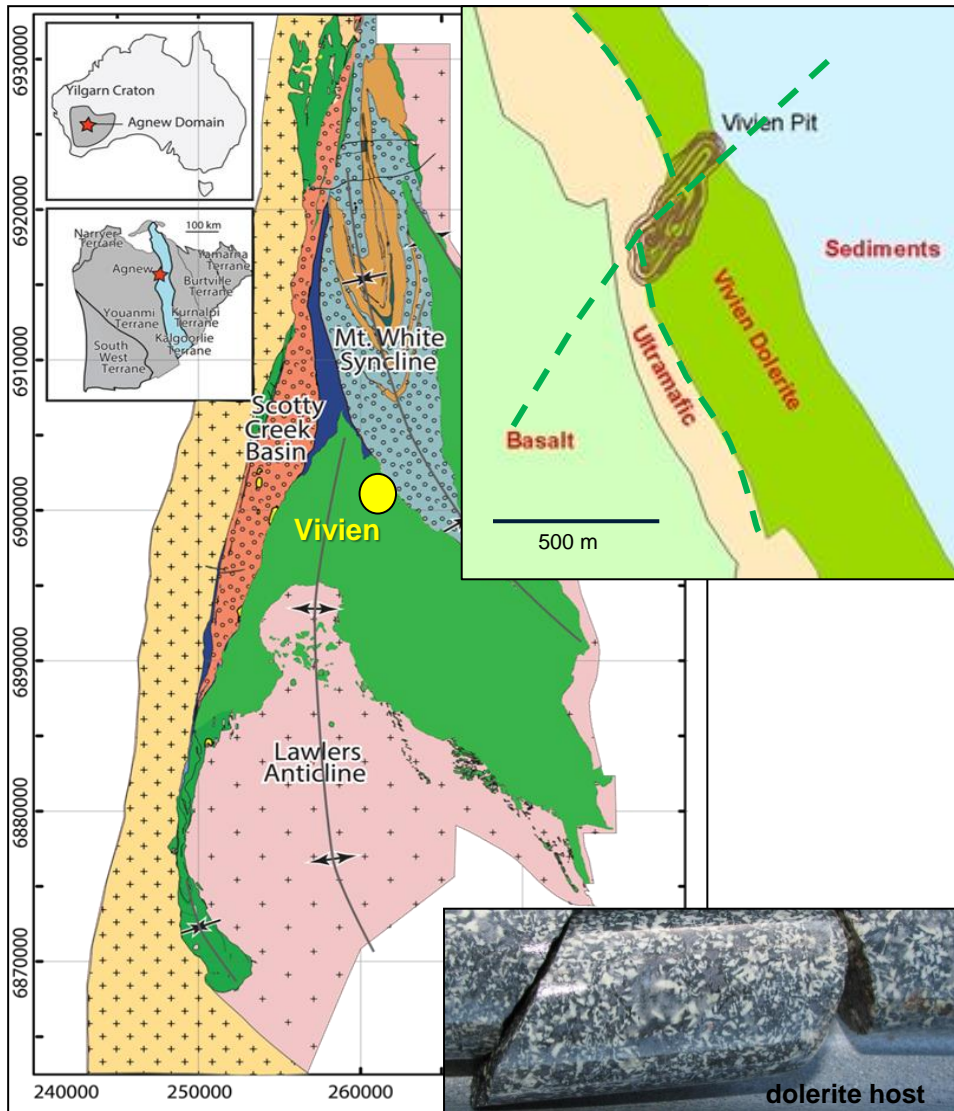 Yilgarn Craton
Agnew Domain
100 km
Narryer
Terrane
Yamarna
Terrane
Agnew
Burtville
Terrane
Youanmi
Terrane
Kurnalpi
Terrane
Kalgoorlie
Terrane
South
West
Terrane
6930000
6920000
6910000
6900000
6890000
6880000
6870000
240000
250000
260000
Mt. White
Syncline
Scotty
Creek
Basin
Vivien
Lawlers
Anticline
Vivien Pit
Sediments
Vivien Dolerite
Ultramafic
Basalt
500 m
dolerite host